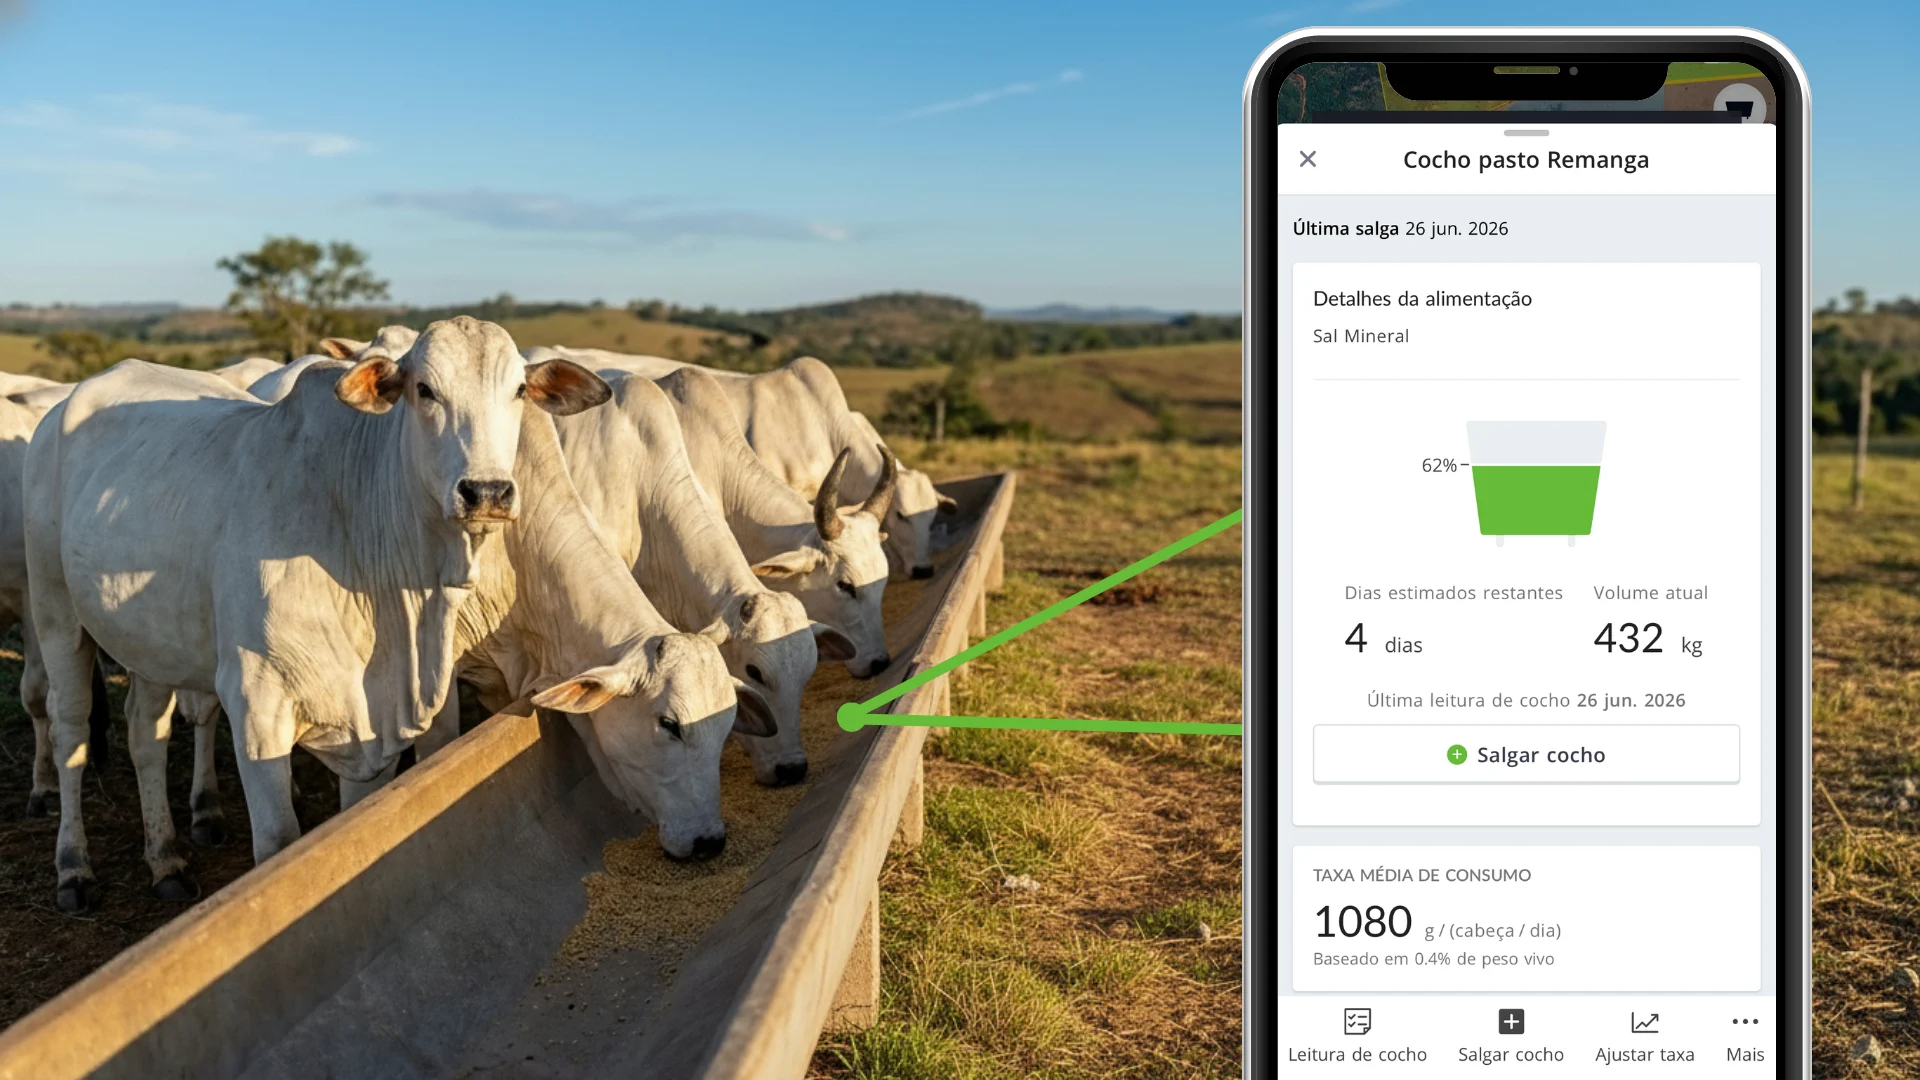 Cocho pasto Remanga
Última salga 26 jun. 2026
Detalhes da alimentação
Sal Mineral
62%
Dias estimados restantes
4 dias
Volume atual
432 kg
Última leitura de cocho 26 jun. 2026
Salgar cocho
TAXA MÉDIA DE CONSUMO
1080 g / (cabeça / dia)
Baseado em 0.4% de peso vivo
Leitura de cocho
Salgar cocho
Ajustar taxa
Mais